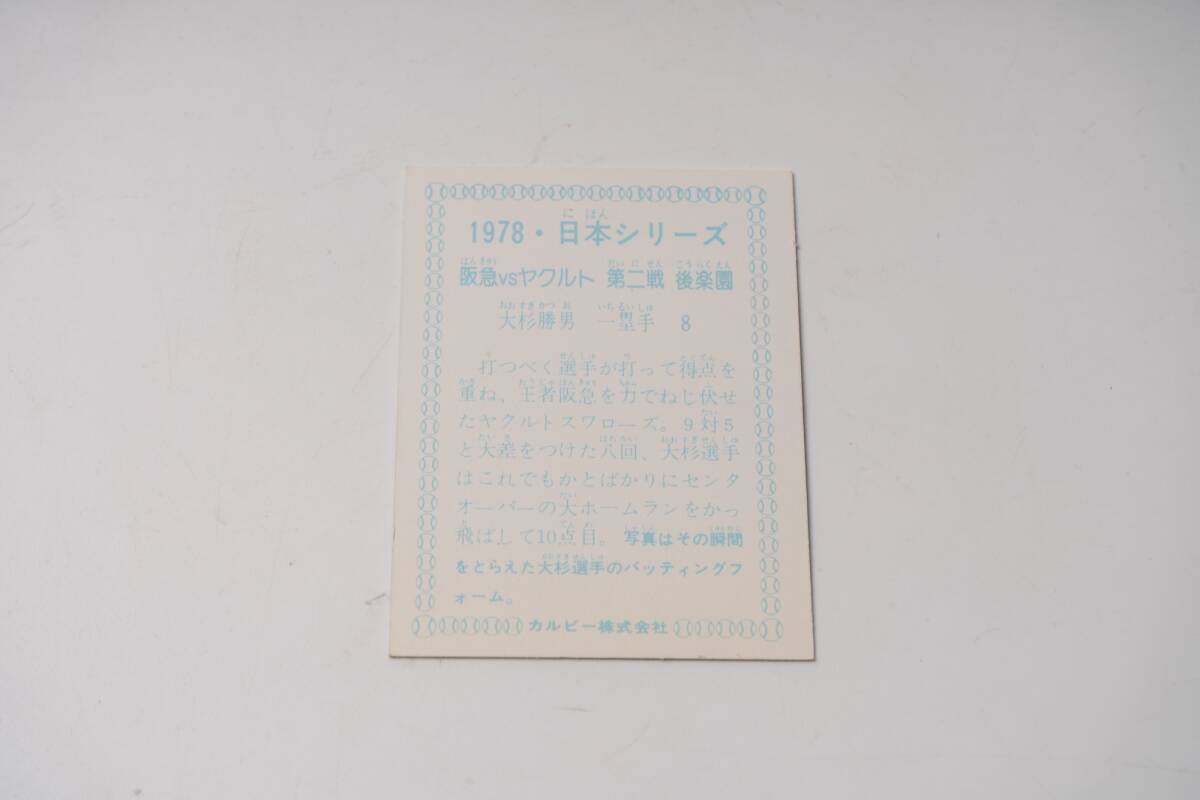 1978・日本シリーズ
阪急vsヤクルト 第二戦 後楽園
大杉勝男 一塁手 8
打つべく選手が打って得点を
重ね、王者阪急を力でねじ伏せ
たヤクルトスワローズ。9対5
と大差をつけた八回、大杉選手
はこれでもかとばかりにセンタ
オーバーの大ホームランをかっ
飛ばして10点目。写真はその瞬間
をとらえた大杉選手のバッティングフ
ォーム。
カルビー株式会社